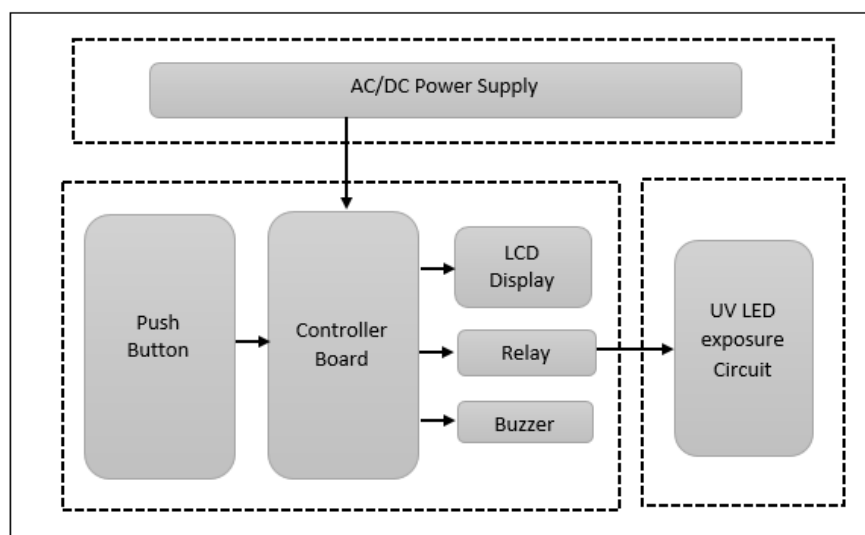 AC/DC Power Supply
Push
Button
Controller
Board
LCD
Display
Relay
Buzzer
UV LED
exposure
Circuit